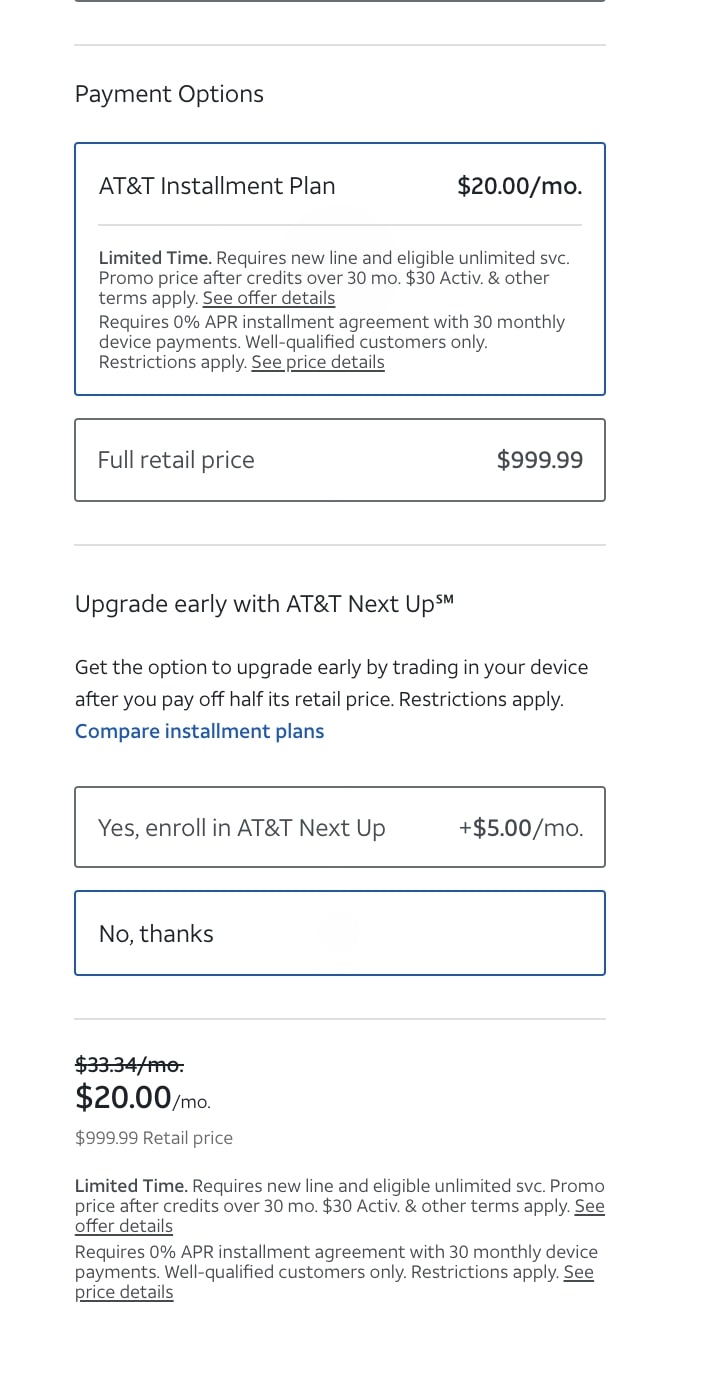 Payment Options
AT&T Installment Plan $20.00/mo.
Limited Time. Requires new line and eligible unlimited svc.
Promo price after credits over 30 mo. $30 Activ. & other
terms apply. See offer details
Requires 0% APR installment agreement with 30 monthly
device payments. Well-qualified customers only.
Restrictions apply. See price details
Full retail price $999.99
Upgrade early with AT&T Next Up℠
Get the option to upgrade early by trading in your device
after you pay off half its retail price. Restrictions apply.
Compare installment plans
Yes, enroll in AT&T Next Up +$5.00/mo.
No, thanks
$33.34/mo.
$20.00/mo.
$999.99 Retail price
Limited Time. Requires new line and eligible unlimited svc. Promo
price after credits over 30 mo. $30 Activ. & other terms apply. See
offer details
Requires 0% APR installment agreement with 30 monthly device
payments. Well-qualified customers only. Restrictions apply. See
price details